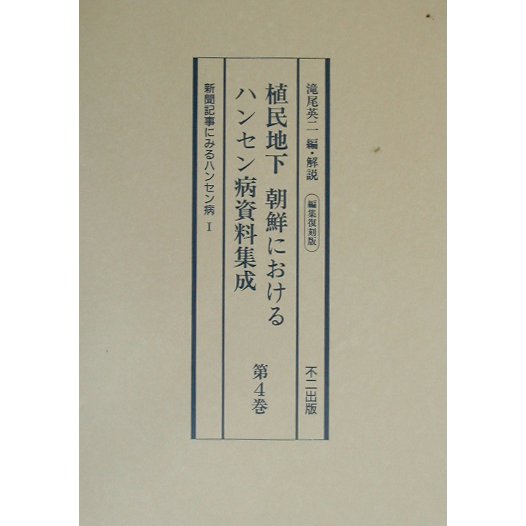 滝尾英二 編・解説 編集復刻版 不二出版
植民地下 朝鮮における
ハンセン病資料集成 第4巻
新聞記事にみるハンセン病 Ⅰ